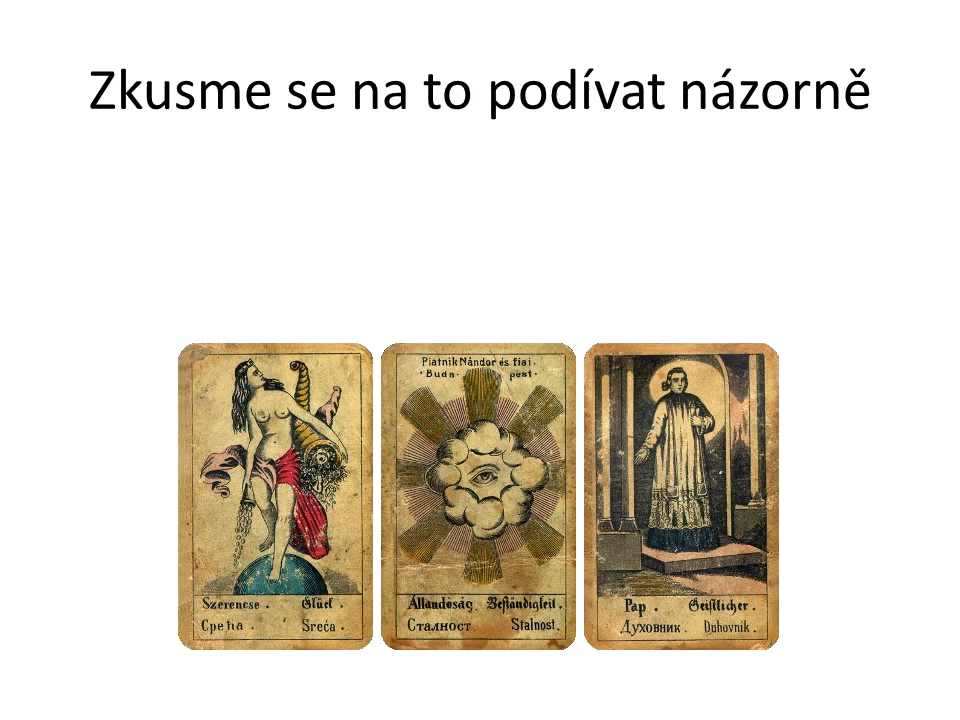 Zkusme se na to podívat názorně
Piatnik Nándor és fiai.
· Buda- pest ·
Szerencse . Glück .
Срећа . Sreća .
Állandóság. Beständigkeit.
Сталност. Stalnost.
Pap . Geistlicher .
Духовник . Duhovnik .